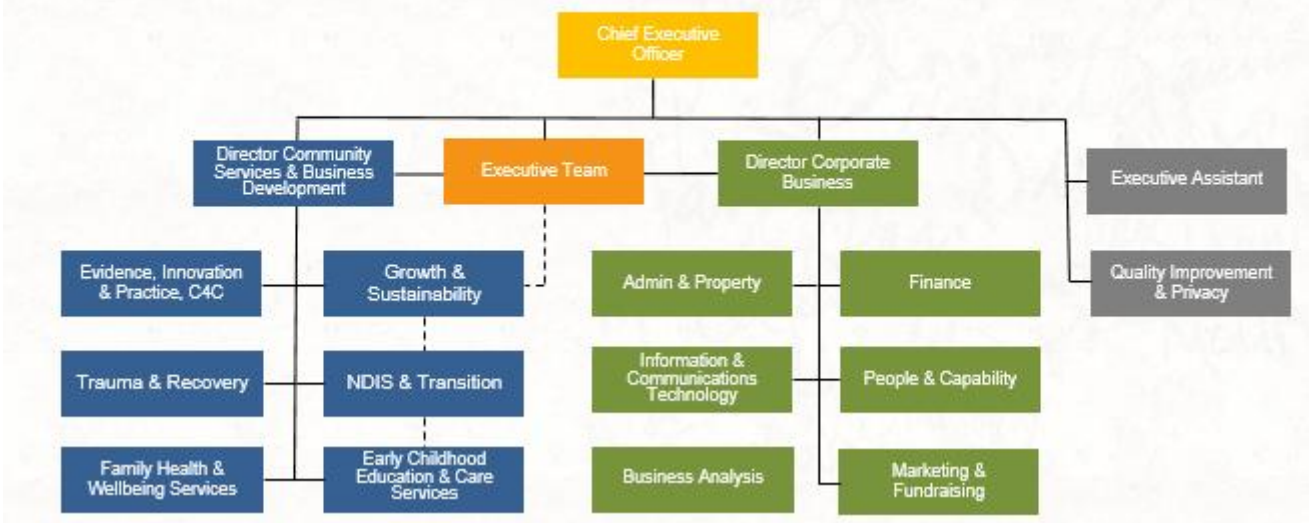 Chief Executive
Officer
Director Community
Services & Business
Development
Executive Team
Director Corporate
Business
Executive Assistant
Evidence, Innovation
& Practice, C4C
Growth &
Sustainability
Admin & Property
Finance
Quality Improvement
& Privacy
Trauma & Recovery
NDIS & Transition
Information &
Communications
Technology
People & Capability
Family Health &
Wellbeing Services
Early Childhood
Education & Care
Services
Business Analysis
Marketing &
Fundraising